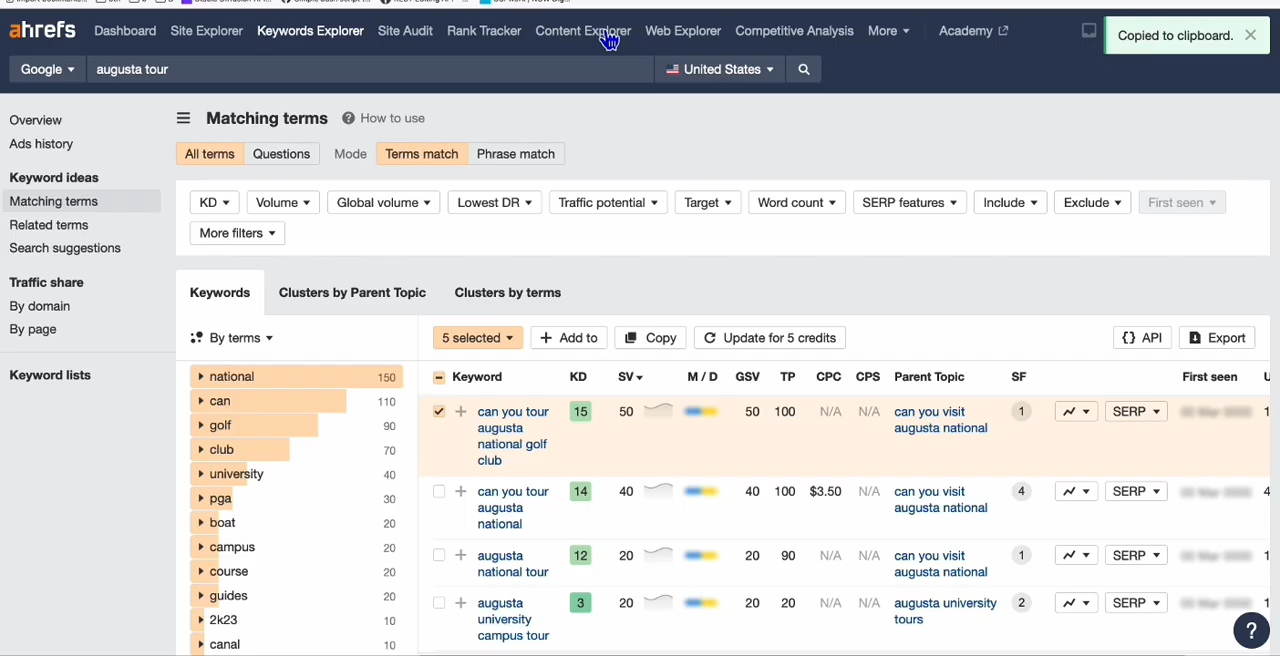 ahrefs Dashboard Site Explorer Keywords Explorer Site Audit Rank Tracker Content Explorer Web Explorer Competitive Analysis More Academy
Copied to clipboard.
Google augusta tour United States
Overview
Ads history
Keyword ideas
Matching terms
Related terms
Search suggestions
Traffic share
By domain
By page
Keyword lists
Matching terms ? How to use
All terms Questions Mode Terms match Phrase match
KD Volume Global volume Lowest DR Traffic potential Target Word count SERP features Include Exclude First seen
More filters
Keywords Clusters by Parent Topic Clusters by terms
By terms
national 150
can 110
golf 90
club 70
university 40
pga 30
boat 20
campus 20
course 20
guides 20
2k23 10
canal 10
5 selected + Add to Copy Update for 5 credits {} API Export
Keyword KD SV M / D GSV TP CPC CPS Parent Topic SF First seen U
can you tour 15 50 50 100 N/A N/A can you visit 1 SERP 1
augusta augusta national
national golf
club
can you tour 14 40 40 100 $3.50 N/A can you visit 4 SERP 4
augusta augusta national
national
augusta 12 20 20 90 N/A N/A can you visit 1 SERP 1
national tour augusta national
augusta 3 20 20 20 N/A N/A augusta university 2 SERP 1
university tours
campus tour
?